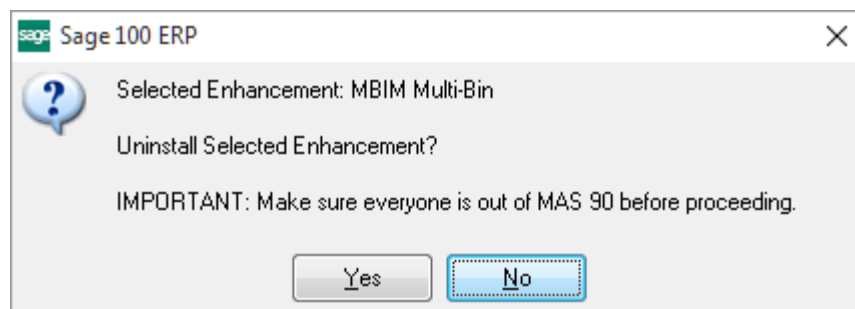 sage Sage 100 ERP
Selected Enhancement: MBIM Multi-Bin
Uninstall Selected Enhancement?
IMPORTANT: Make sure everyone is out of MAS 90 before proceeding.
Yes No